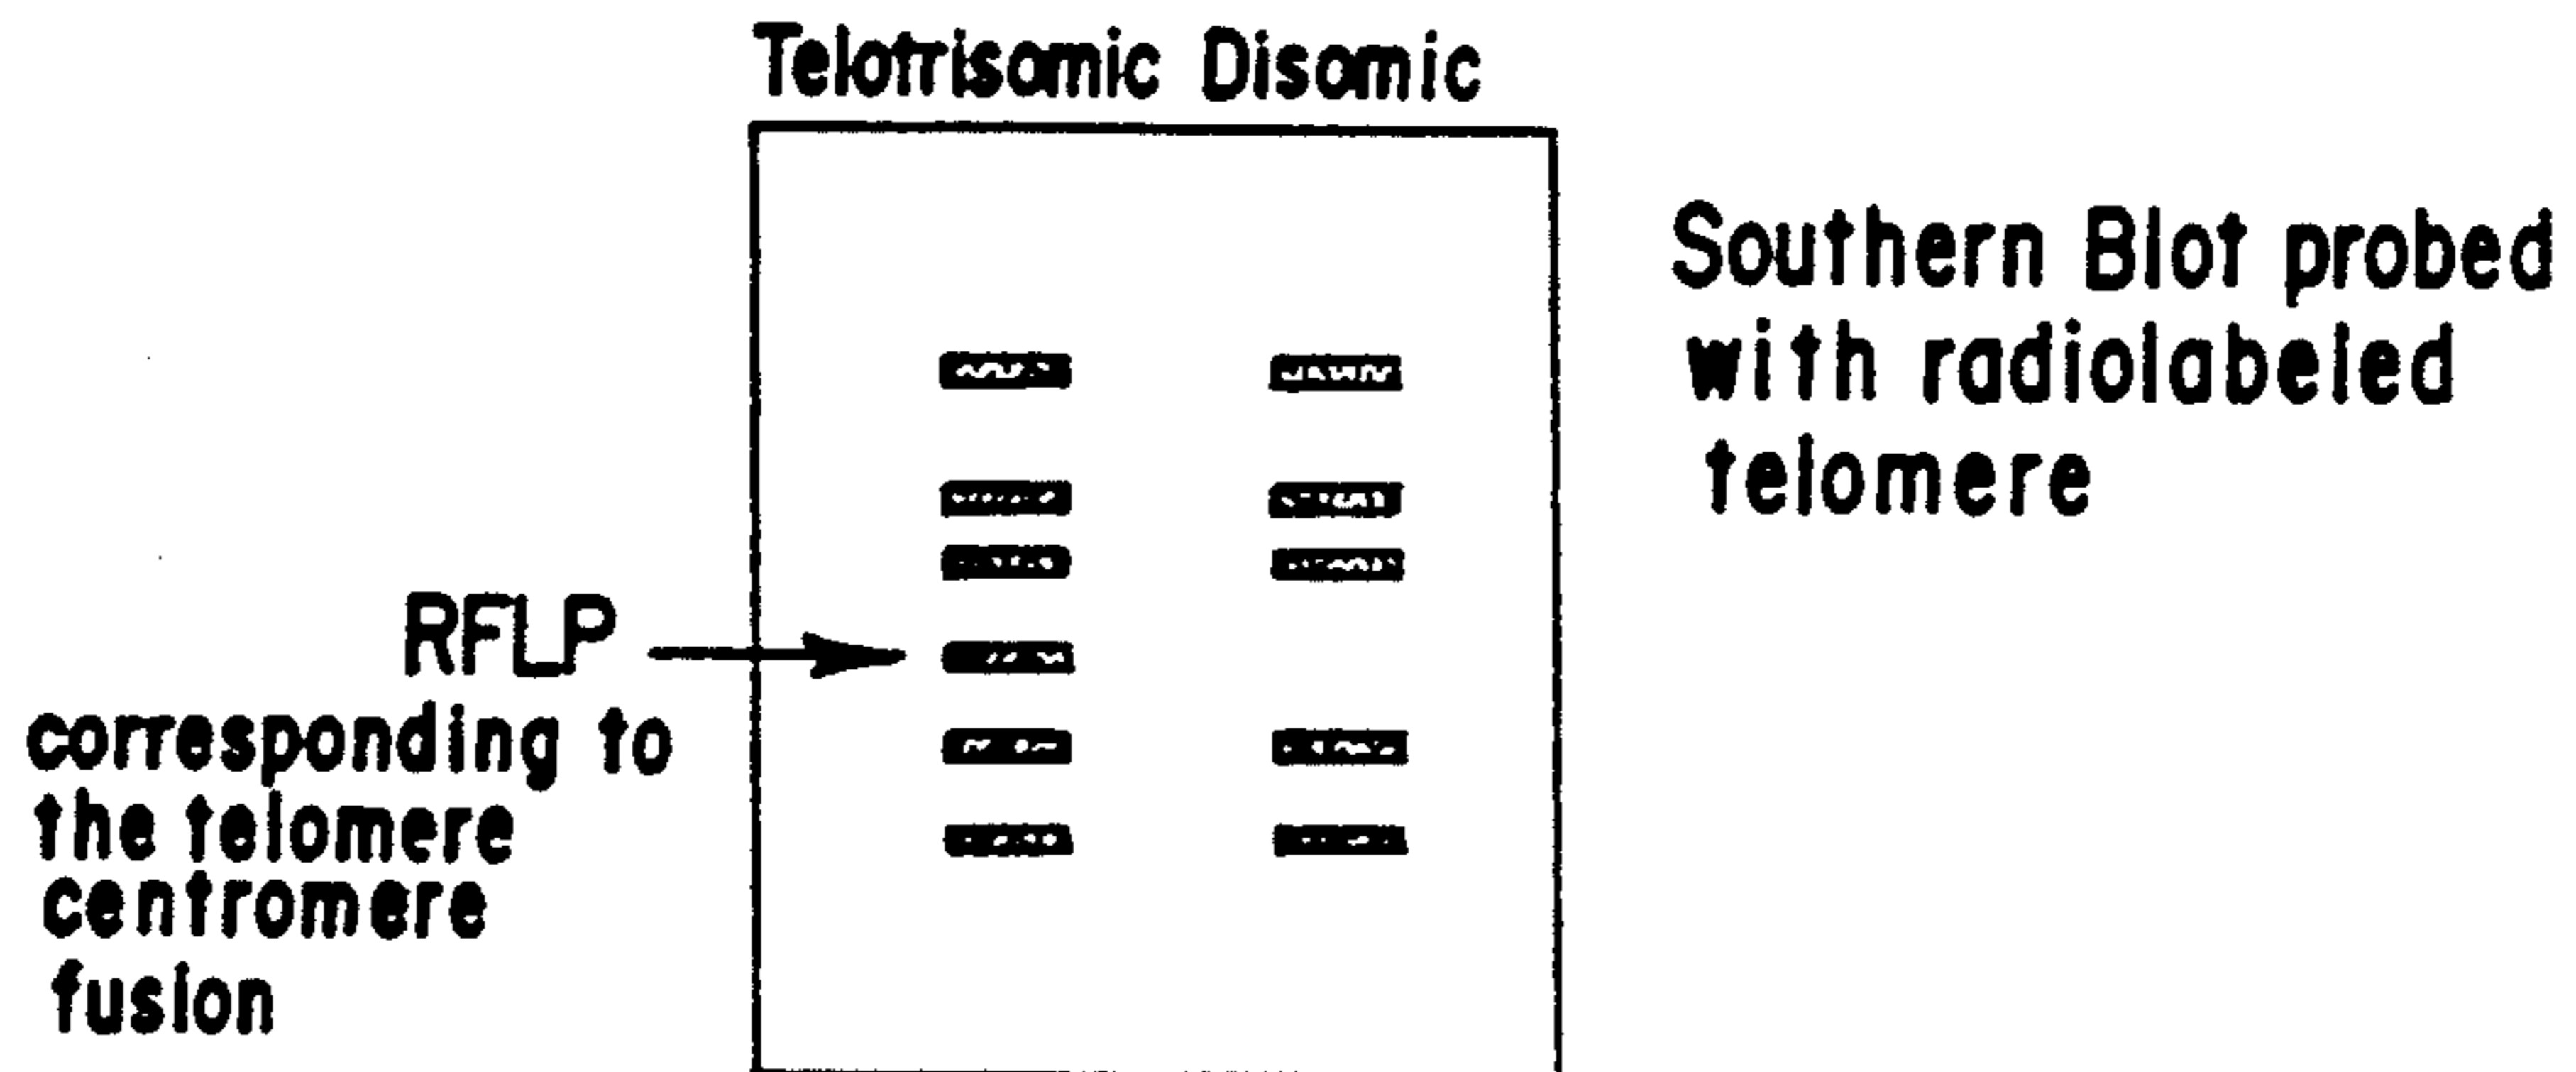 Telotrisomic Disomic
Southern Blot probed
with radiolabeled
telomere
RFLP
corresponding to
the telomere
centromere
fusion